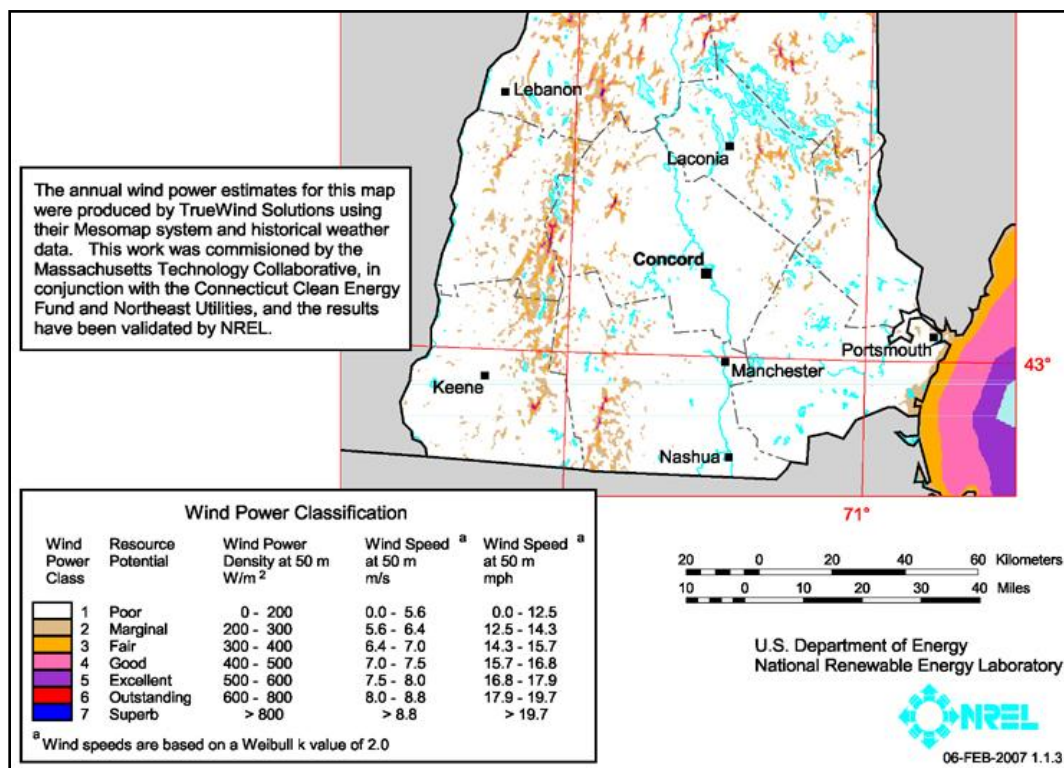 Lebanon
Laconia
The annual wind power estimates for this map
were produced by TrueWind Solutions using
their Mesomap system and historical weather
data. This work was commisioned by the
Massachusetts Technology Collaborative, in
conjunction with the Connecticut Clean Energy
Fund and Northeast Utilities, and the results
have been validated by NREL.
Concord
Portsmouth
43°
Manchester
Keene
Nashua
71°
Wind Power Classification
Wind Power Class Resource Potential Wind Power Density at 50 m W/m² Wind Speed a at 50 m m/s Wind Speed a at 50 m mph
1 Poor 0 - 200 0.0 - 5.6 0.0 - 12.5
2 Marginal 200 - 300 5.6 - 6.4 12.5 - 14.3
3 Fair 300 - 400 6.4 - 7.0 14.3 - 15.7
4 Good 400 - 500 7.0 - 7.5 15.7 - 16.8
5 Excellent 500 - 600 7.5 - 8.0 16.8 - 17.9
6 Outstanding 600 - 800 8.0 - 8.8 17.9 - 19.7
7 Superb > 800 > 8.8 > 19.7
a Wind speeds are based on a Weibull k value of 2.0
20 0 20 40 60 Kilometers
10 0 10 20 30 40 Miles
U.S. Department of Energy
National Renewable Energy Laboratory
NREL
06-FEB-2007 1.1.3